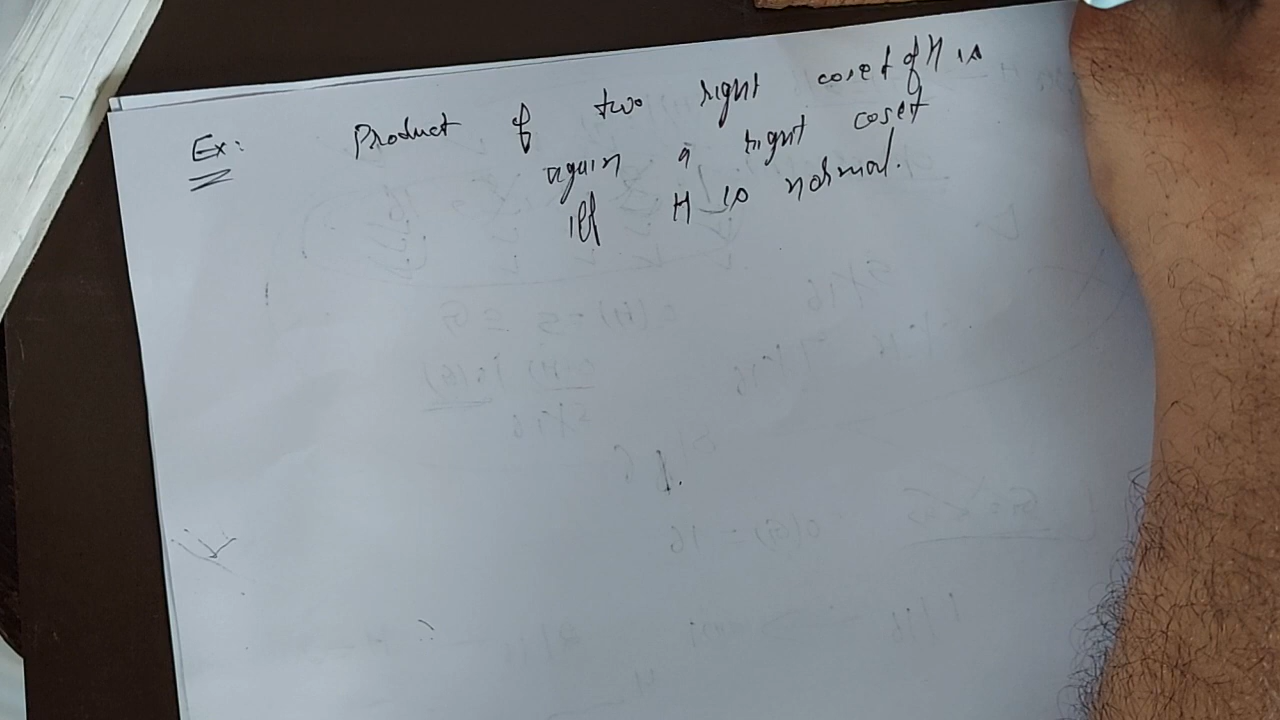 Ex: Product of two right coset of H is
again a right coset
iff H is normal.